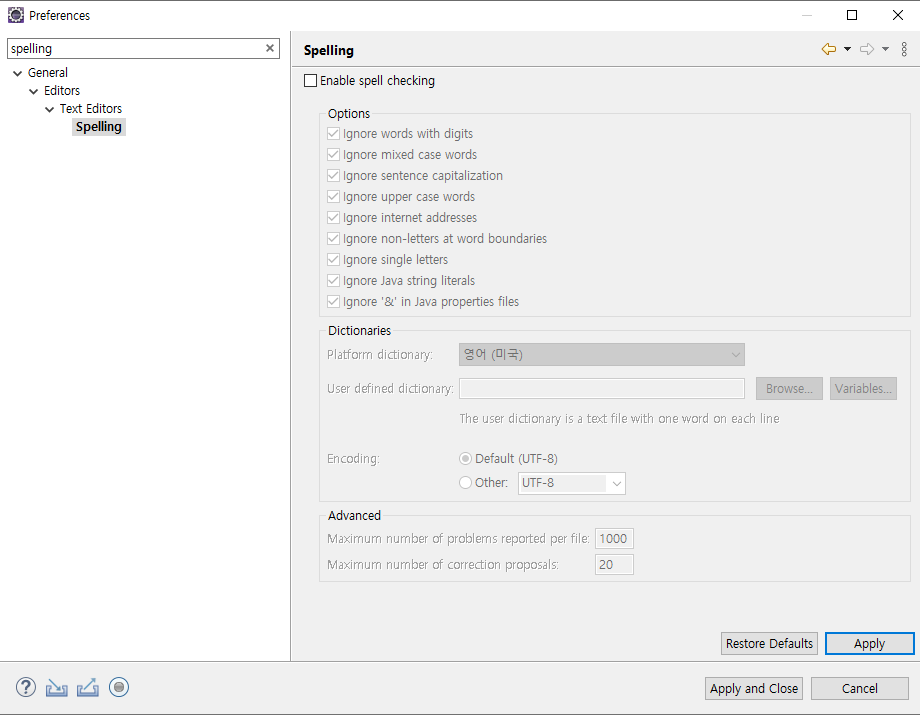 Preferences
spelling
General
Editors
Text Editors
Spelling
Spelling
Enable spell checking
Options
Ignore words with digits
Ignore mixed case words
Ignore sentence capitalization
Ignore upper case words
Ignore internet addresses
Ignore non-letters at word boundaries
Ignore single letters
Ignore Java string literals
Ignore '&' in Java properties files
Dictionaries
Platform dictionary: 영어 (미국)
User defined dictionary: Browse... Variables...
The user dictionary is a text file with one word on each line
Encoding: Default (UTF-8)
Other: UTF-8
Advanced
Maximum number of problems reported per file: 1000
Maximum number of correction proposals: 20
Restore Defaults Apply
Apply and Close Cancel